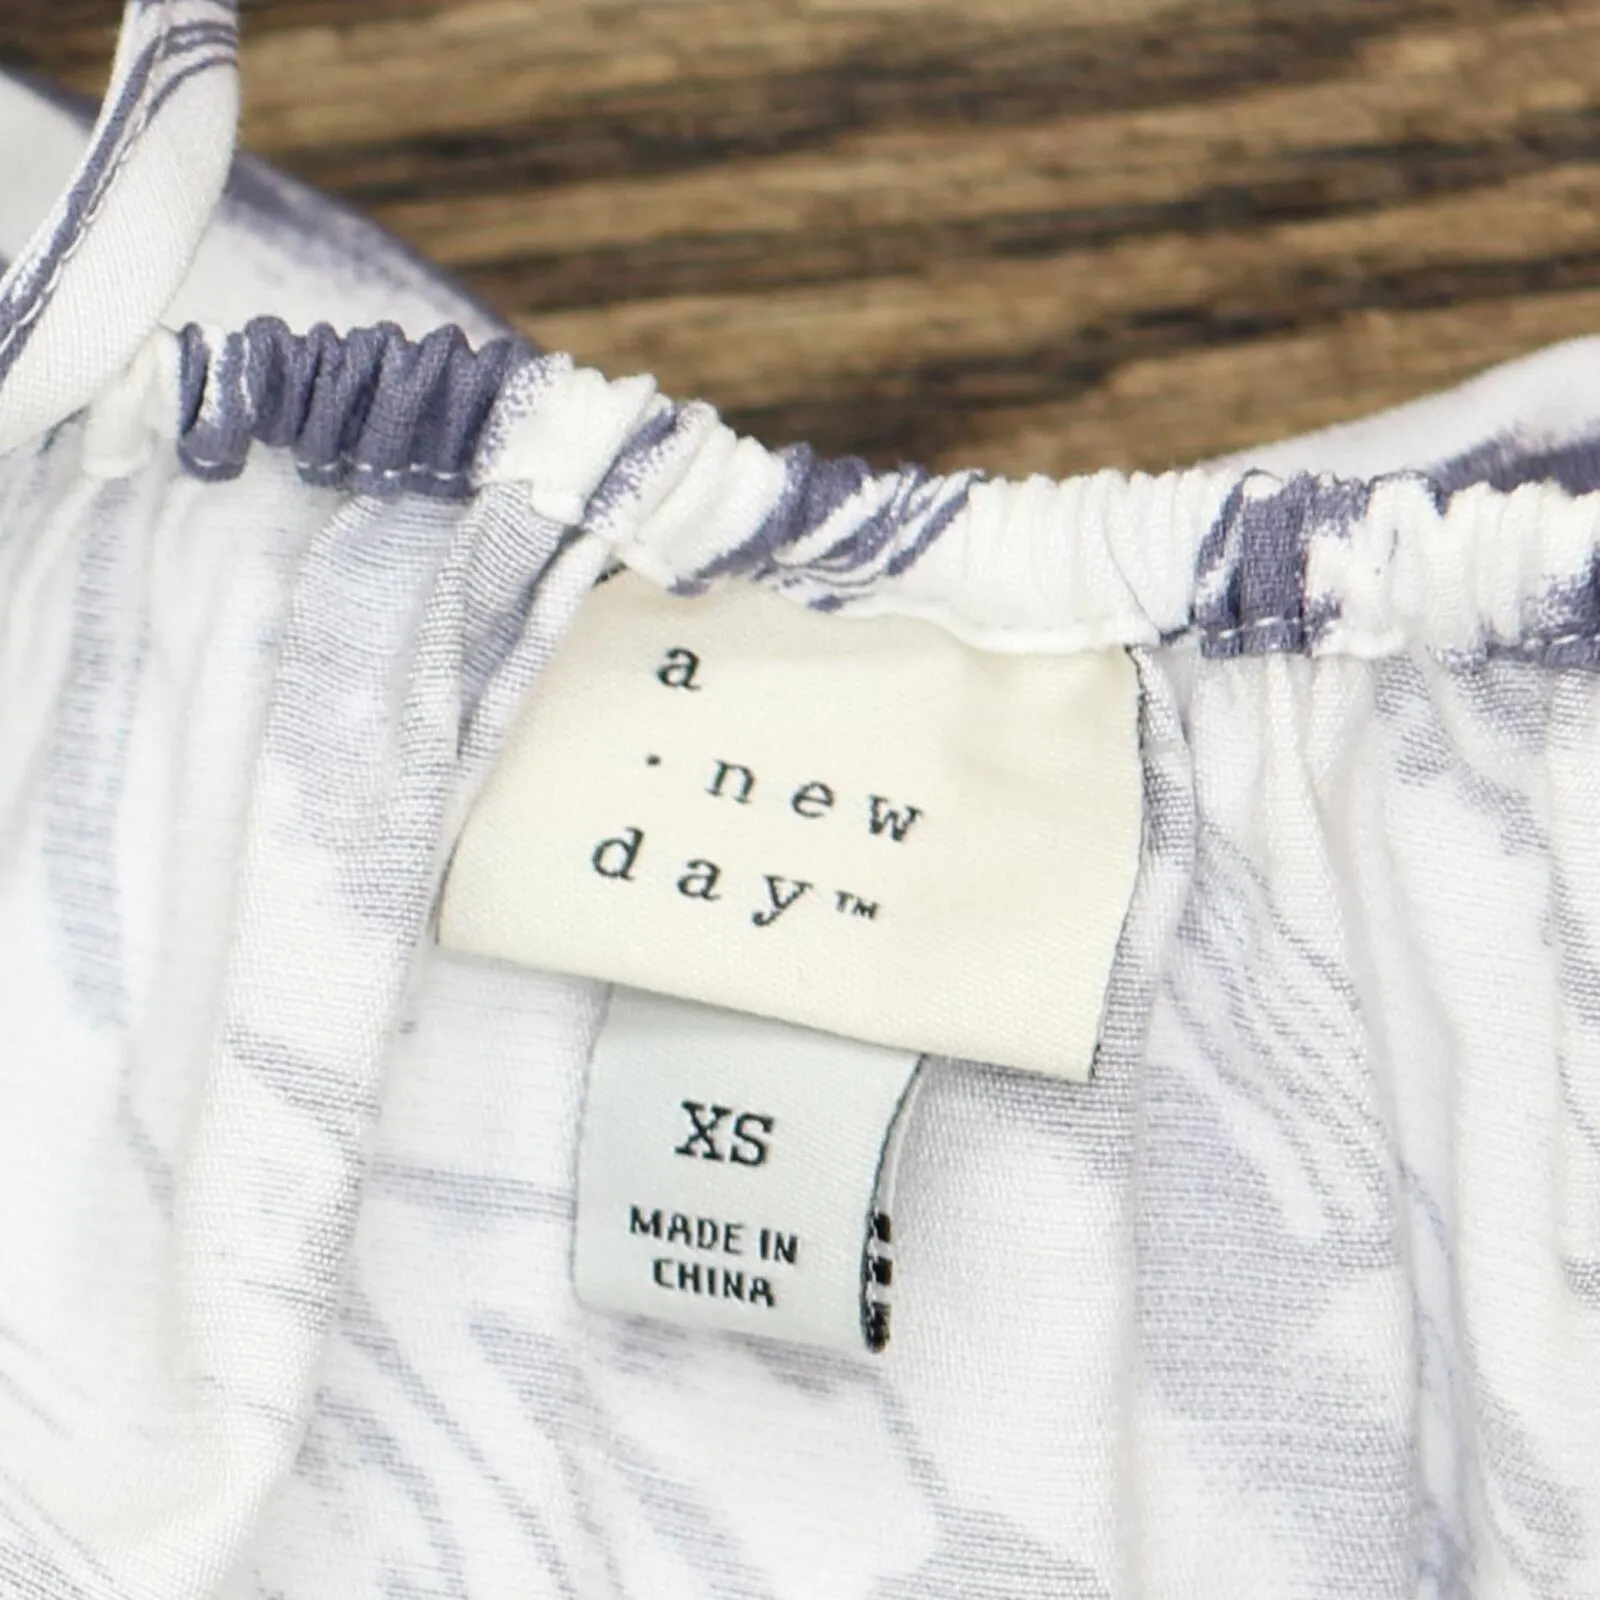 a
· new
day™
XS
MADE IN
CHINA